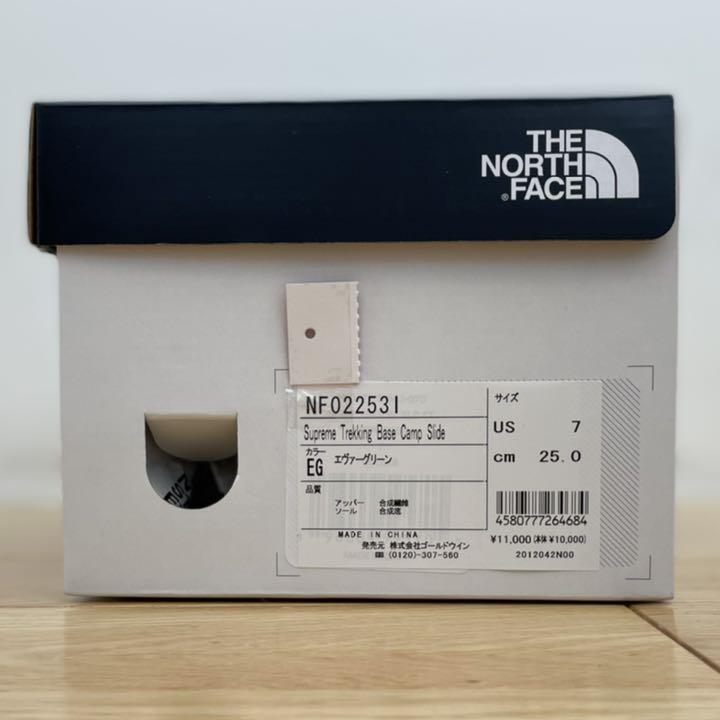 THE
NORTH
FACE
®
NF02253I
Supreme Trekking Base Camp Slide
カラー
EG エヴァーグリーン
品質
アッパー 合成繊維
ソール 合成底
MADE IN CHINA
発売元 株式会社ゴールドウイン
☎ (0120)-307-560
サイズ
US 7
cm 25.0
4580777264684
¥11,000(本体¥10,000)
2012042N00